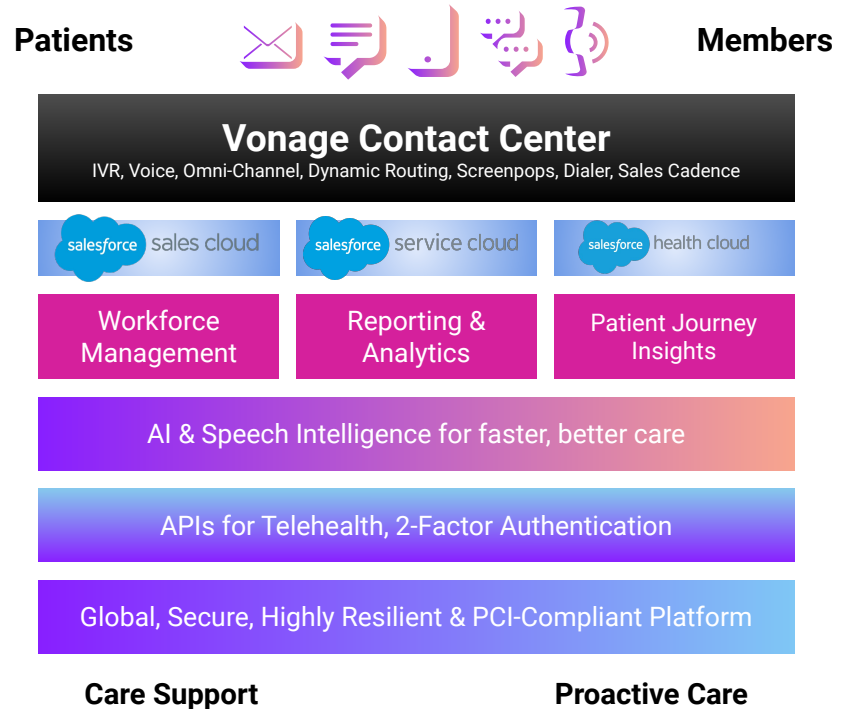 Patients
Members
Vonage Contact Center
IVR, Voice, Omni-Channel, Dynamic Routing, Screenpops, Dialer, Sales Cadence
salesforce sales cloud
salesforce service cloud
salesforce health cloud
Workforce
Management
Reporting &
Analytics
Patient Journey
Insights
AI & Speech Intelligence for faster, better care
APIs for Telehealth, 2-Factor Authentication
Global, Secure, Highly Resilient & PCI-Compliant Platform
Care Support
Proactive Care